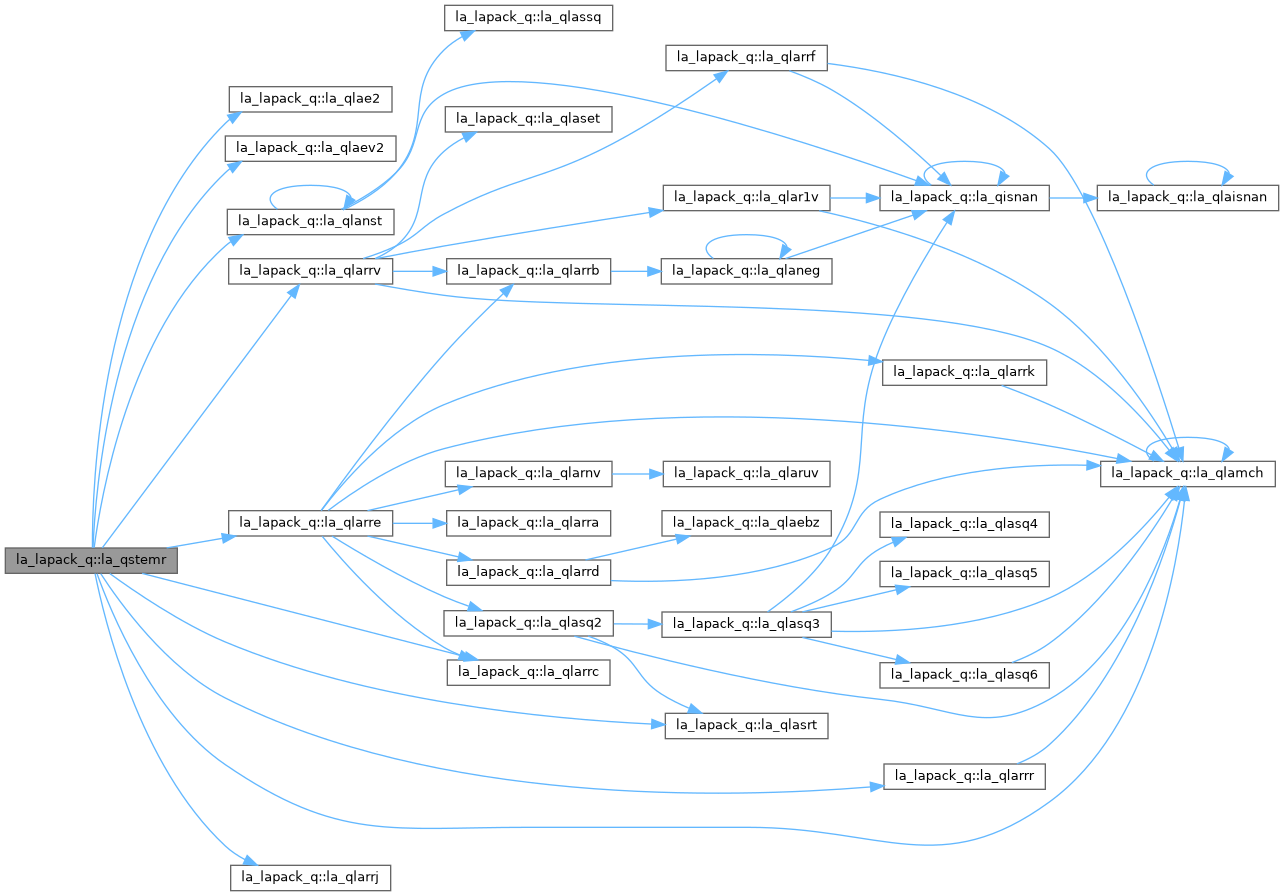 la_lapack_q::la_qlassq
la_lapack_q::la_qlarrf
la_lapack_q::la_qlae2
la_lapack_q::la_qlaset
la_lapack_q::la_qlaev2
la_lapack_q::la_qlar1v
la_lapack_q::la_qisnan
la_lapack_q::la_qlaisnan
la_lapack_q::la_qlanst
la_lapack_q::la_qlarrv
la_lapack_q::la_qlarrb
la_lapack_q::la_qlaneg
la_lapack_q::la_qlarrk
la_lapack_q::la_qlarnv
la_lapack_q::la_qlaruv
la_lapack_q::la_qlamch
la_lapack_q::la_qlarre
la_lapack_q::la_qlarra
la_lapack_q::la_qlaebz
la_lapack_q::la_qlasq4
la_lapack_q::la_qstemr
la_lapack_q::la_qlarrd
la_lapack_q::la_qlasq5
la_lapack_q::la_qlasq2
la_lapack_q::la_qlasq3
la_lapack_q::la_qlarrc
la_lapack_q::la_qlasq6
la_lapack_q::la_qlasrt
la_lapack_q::la_qlarrr
la_lapack_q::la_qlarrj